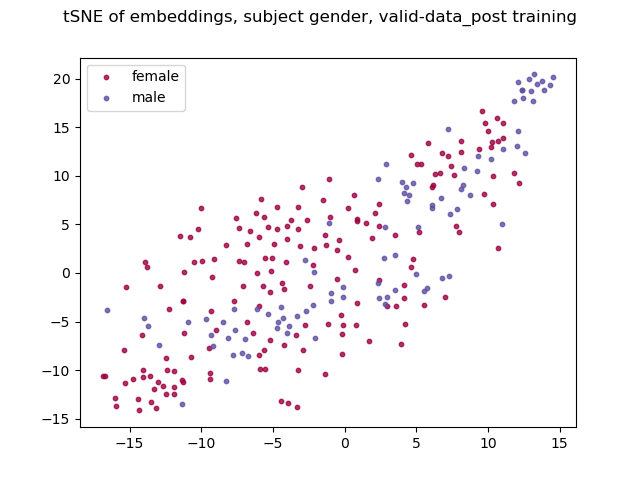 tSNE of embeddings, subject gender, valid-data_post training
female
male
20
15
10
5
0
−5
−10
−15
−15 −10 −5 0 5 10 15